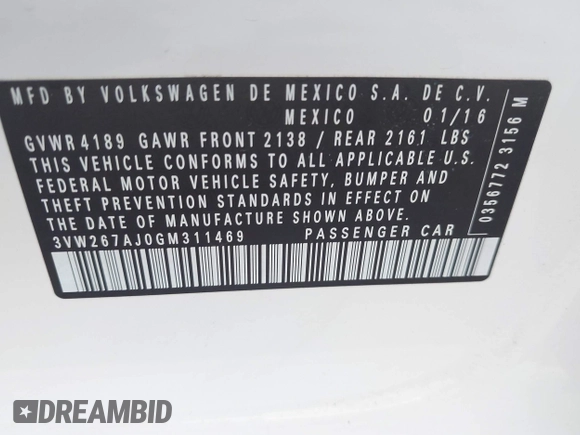 MFD BY VOLKSWAGEN DE MEXICO S.A. DE C.V.
MEXICO 01/16
GVWR 4189 GAWR FRONT 2138 / REAR 2161 LBS
THIS VEHICLE CONFORMS TO ALL APPLICABLE U.S.
FEDERAL MOTOR VEHICLE SAFETY, BUMPER AND
THEFT PREVENTION STANDARDS IN EFFECT ON
THE DATE OF MANUFACTURE SHOWN ABOVE.
3VW267AJ0GM311469 PASSENGER CAR
0356772 3156 M
DREAMBID